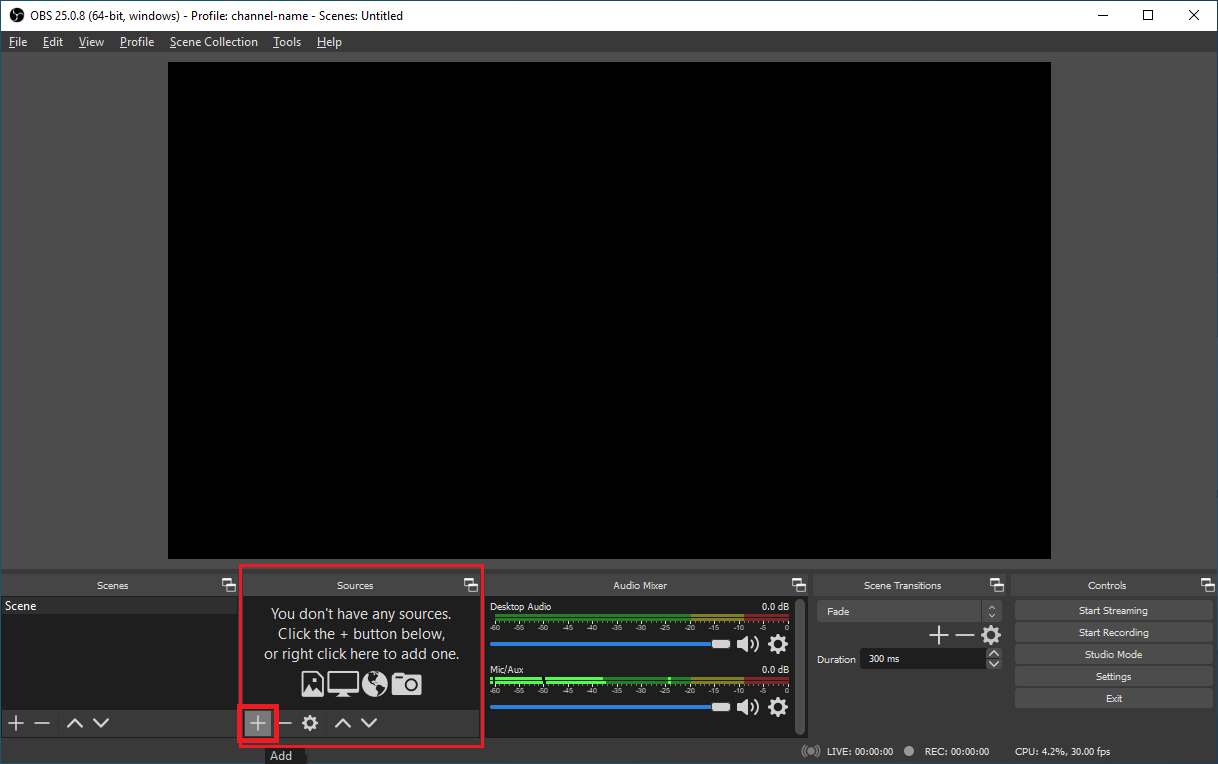 OBS 25.0.8 (64-bit, windows) - Profile: channel-name - Scenes: Untitled
File Edit View Profile Scene Collection Tools Help
Scenes
Scene
Sources
You don't have any sources.
Click the + button below,
or right click here to add one.
Add
Audio Mixer
Desktop Audio 0.0 dB
-60 -55 -50 -45 -40 -35 -30 -25 -20 -15 -10 -5 0
Mic/Aux 0.0 dB
-60 -55 -50 -45 -40 -35 -30 -25 -20 -15 -10 -5 0
Scene Transitions
Fade
Duration 300 ms
Controls
Start Streaming
Start Recording
Studio Mode
Settings
Exit
LIVE: 00:00:00 REC: 00:00:00 CPU: 4.2%, 30.00 fps